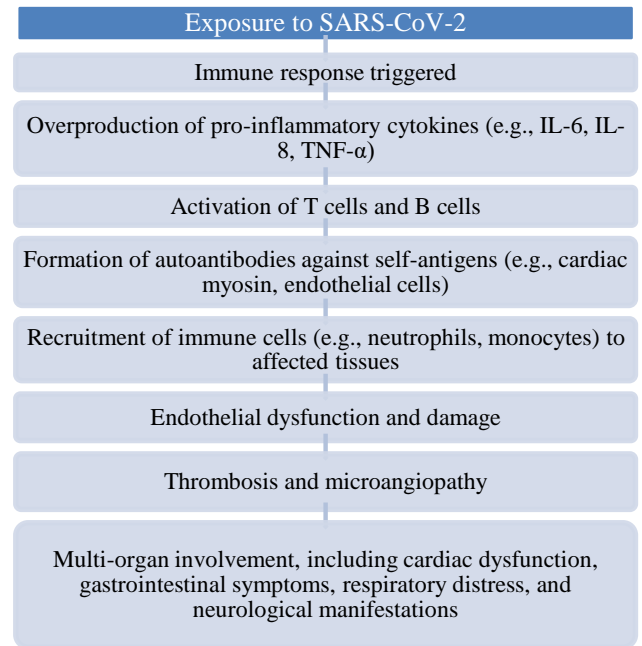 Exposure to SARS-CoV-2
Immune response triggered
Overproduction of pro-inflammatory cytokines (e.g., IL-6, IL-
8, TNF-α)
Activation of T cells and B cells
Formation of autoantibodies against self-antigens (e.g., cardiac
myosin, endothelial cells)
Recruitment of immune cells (e.g., neutrophils, monocytes) to
affected tissues
Endothelial dysfunction and damage
Thrombosis and microangiopathy
Multi-organ involvement, including cardiac dysfunction,
gastrointestinal symptoms, respiratory distress, and
neurological manifestations